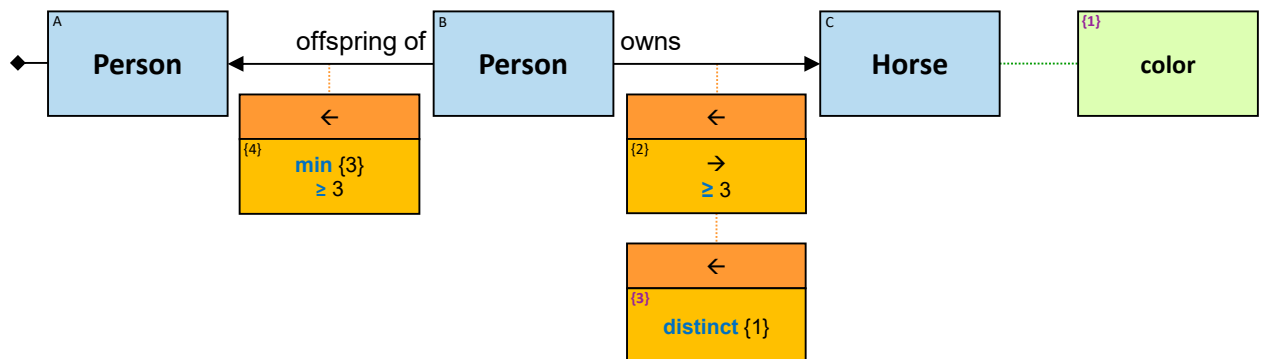 A
Person
offspring of
B
Person
owns
C
Horse
{1}
color
←
{4}
min {3}
≥ 3
←
{2}
→
≥ 3
←
{3}
distinct {1}